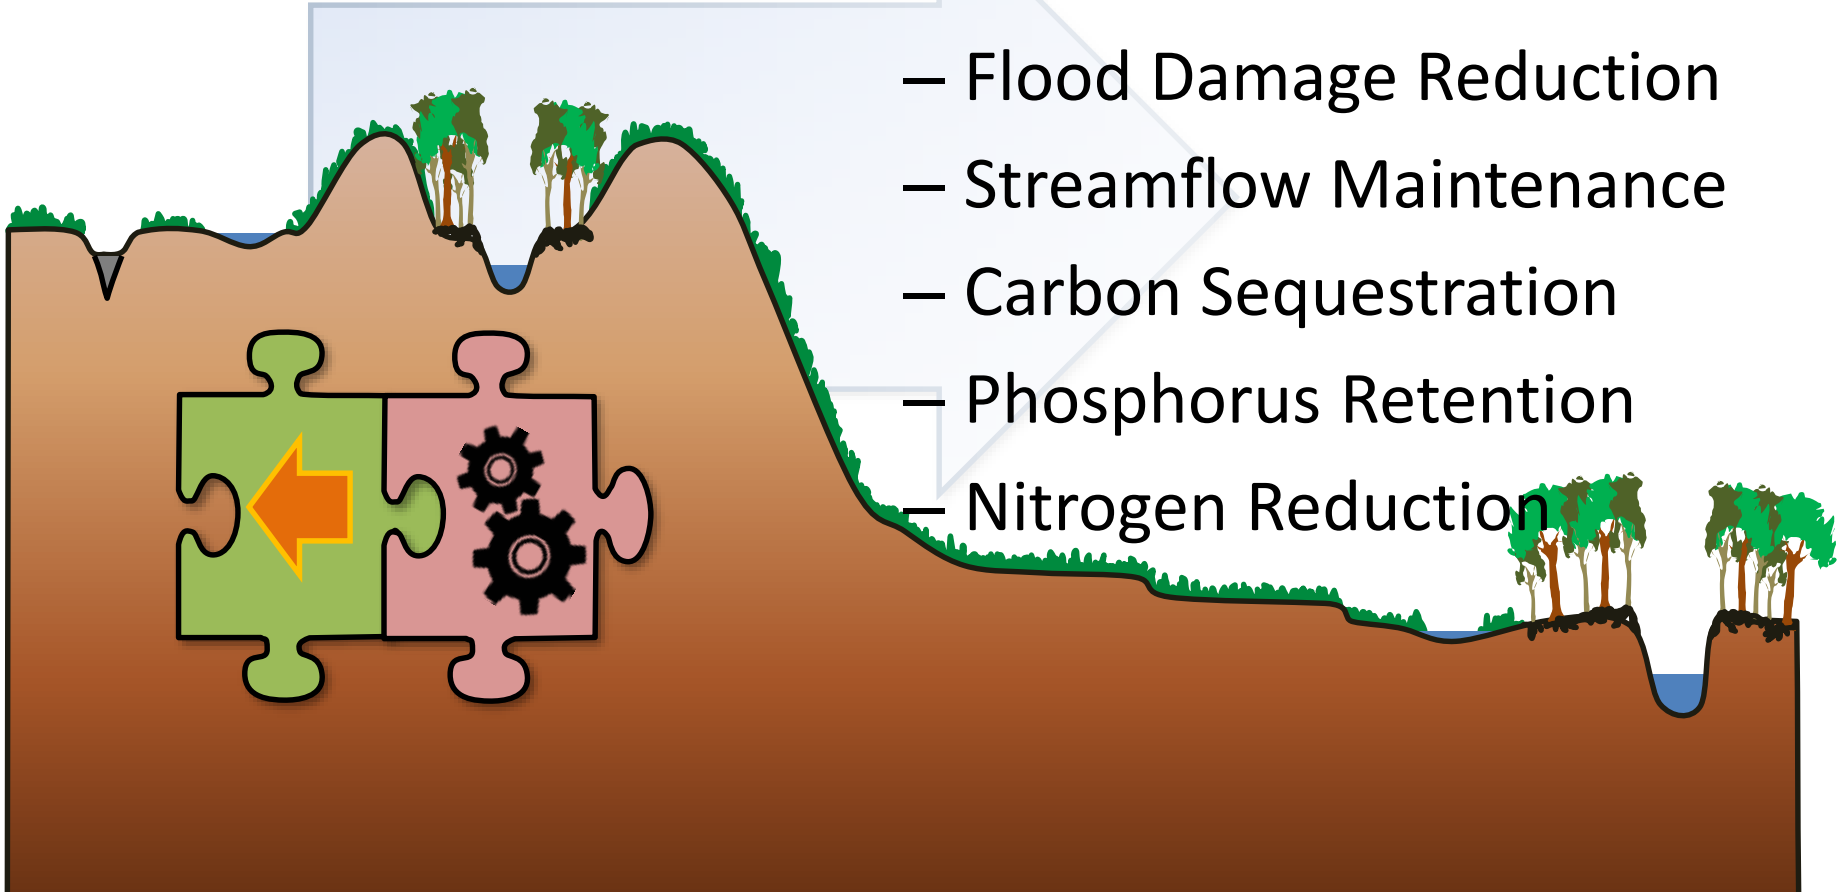 – Flood Damage Reduction
– Streamflow Maintenance
– Carbon Sequestration
– Phosphorus Retention
– Nitrogen Reduction